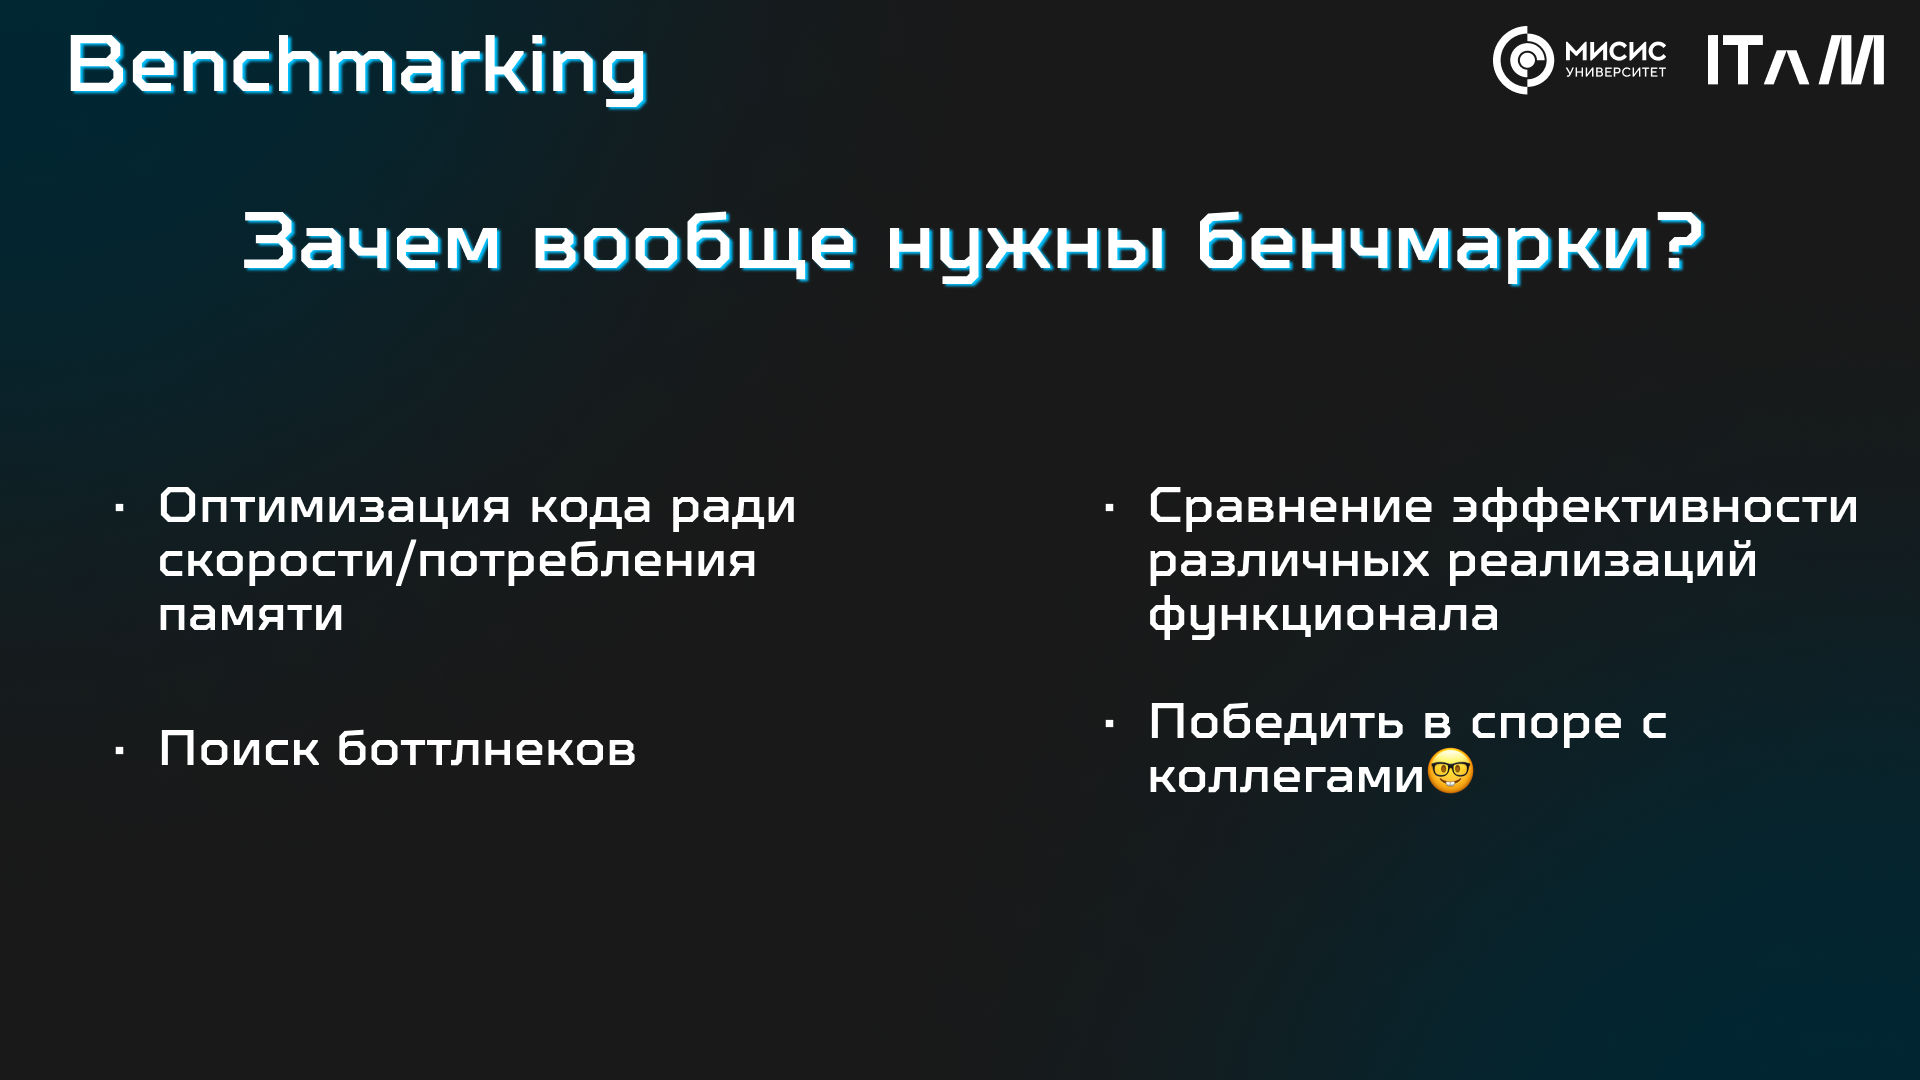 Benchmarking
МИСИС
УНИВЕРСИТЕТ
ITAM
Зачем вообще нужны бенчмарки?
· Оптимизация кода ради
скорости/потребления
памяти
· Поиск боттлнеков
· Сравнение эффективности
различных реализаций
функционала
· Победить в споре с
коллегами🤓